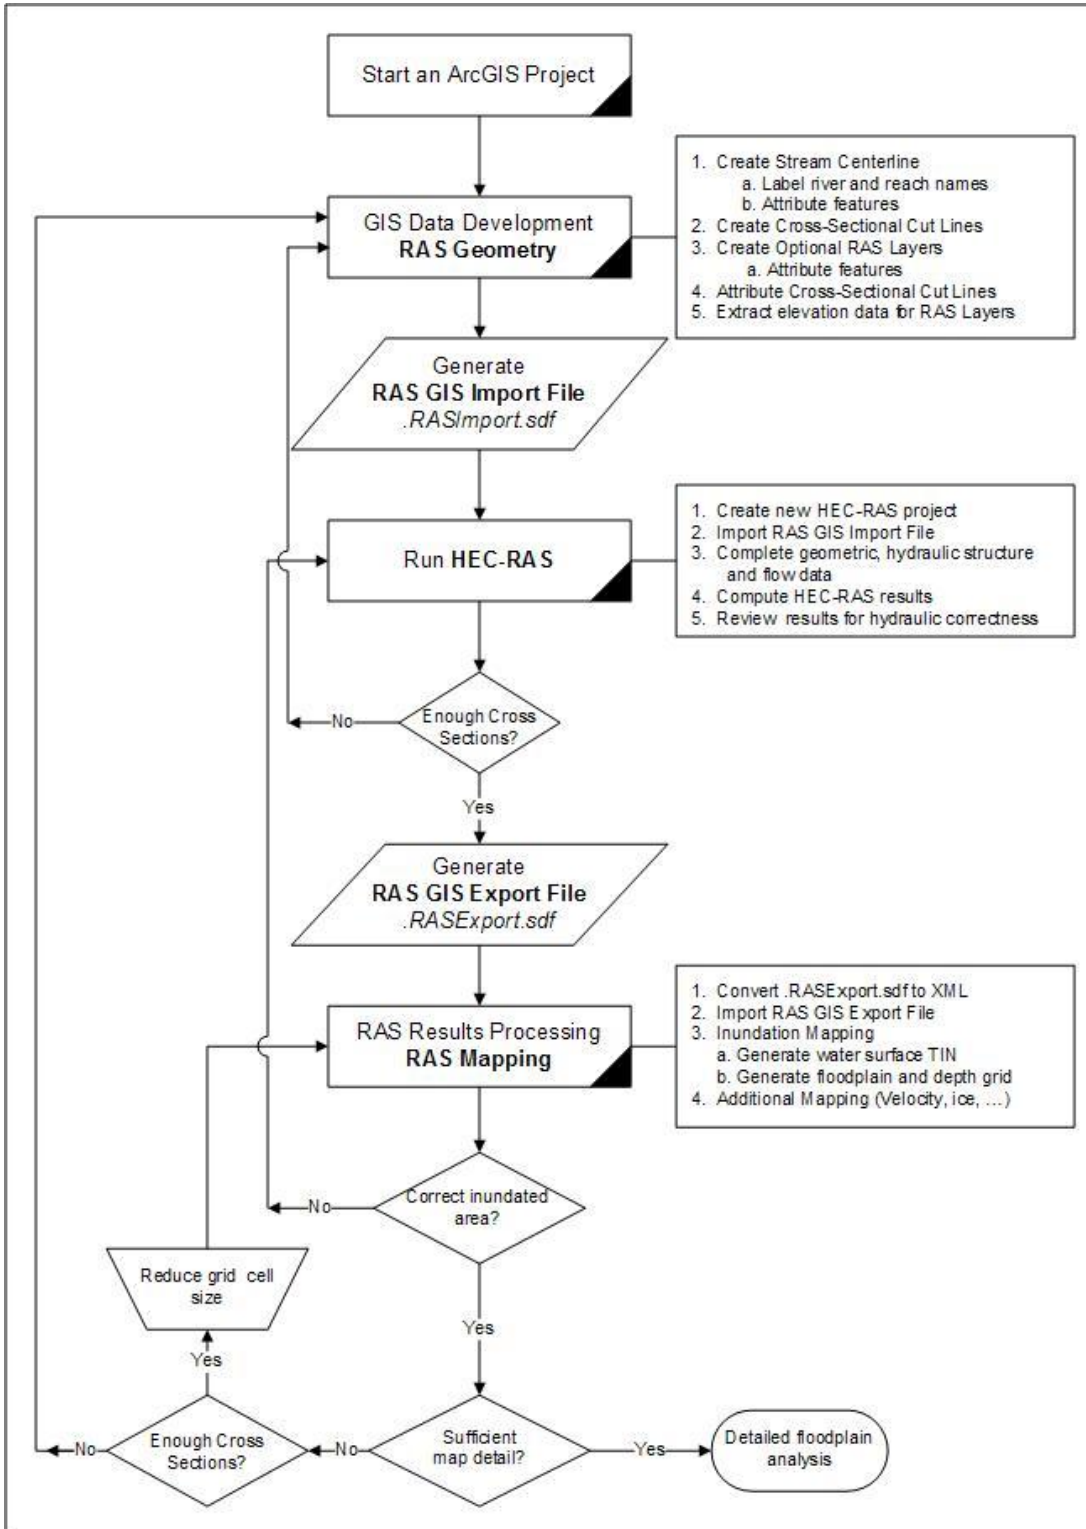 Start an ArcGIS Project
1. Create Stream Centerline
a. Label river and reach names
b. Attribute features
2. Create Cross-Sectional Cut Lines
3. Create Optional RAS Layers
a. Attribute features
4. Attribute Cross-Sectional Cut Lines
5. Extract elevation data for RAS Layers
GIS Data Development
RAS Geometry
Generate
RAS GIS Import File
.RASImport.sdf
1. Create new HEC-RAS project
2. Import RAS GIS Import File
3. Complete geometric, hydraulic structure
and flow data
4. Compute HEC-RAS results
5. Review results for hydraulic correctness
Run HEC-RAS
Enough Cross
Sections?
No
Yes
Generate
RAS GIS Export File
.RASExport.sdf
1. Convert .RASExport.sdf to XML
2. Import RAS GIS Export File
3. Inundation Mapping
a. Generate water surface TIN
b. Generate floodplain and depth grid
4. Additional Mapping (Velocity, ice, …)
RAS Results Processing
RAS Mapping
Correct inundated
area?
No
Reduce grid cell
size
Yes
Yes
No
Enough Cross
Sections?
No
Sufficient
map detail?
Yes
Detailed floodplain
analysis